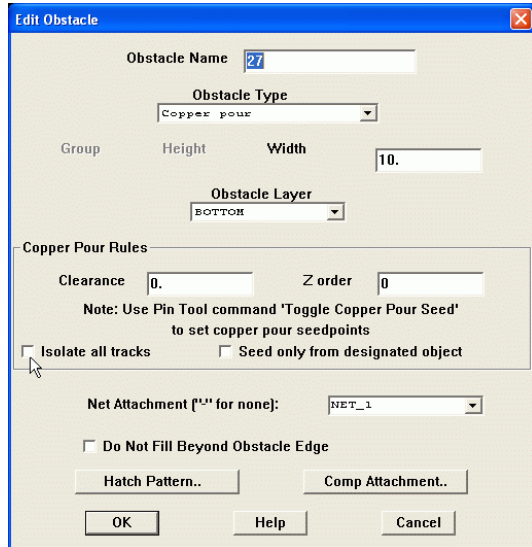 Edit Obstacle
Obstacle Name 27
Obstacle Type
Copper pour
Group Height Width 10.
Obstacle Layer
BOTTOM
Copper Pour Rules
Clearance 0. Z order 0
Note: Use Pin Tool command 'Toggle Copper Pour Seed'
to set copper pour seedpoints
Isolate all tracks Seed only from designated object
Net Attachment ("-" for none): NET_1
Do Not Fill Beyond Obstacle Edge
Hatch Pattern.. Comp Attachment..
OK Help Cancel